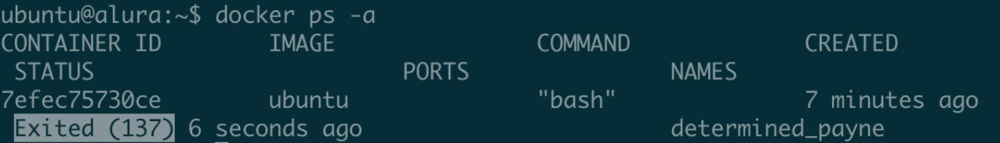 ubuntu@alura:~$ docker ps -a
CONTAINER ID        IMAGE               COMMAND             CREATED
 STATUS                       PORTS               NAMES
7efec75730ce        ubuntu              "bash"              7 minutes ago
 Exited (137) 6 seconds ago                       determined_payne